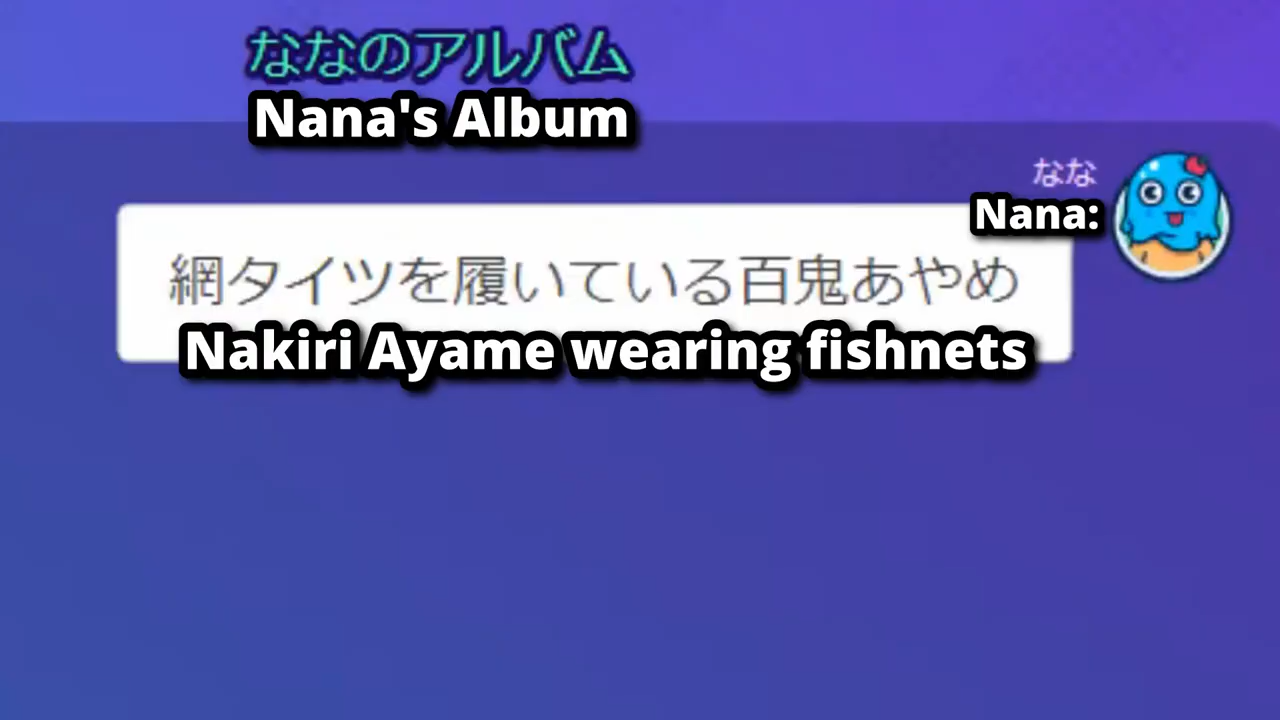 ななのアルバム
Nana's Album
なな
Nana:
網タイツを履いている百鬼あやめ
Nakiri Ayame wearing fishnets